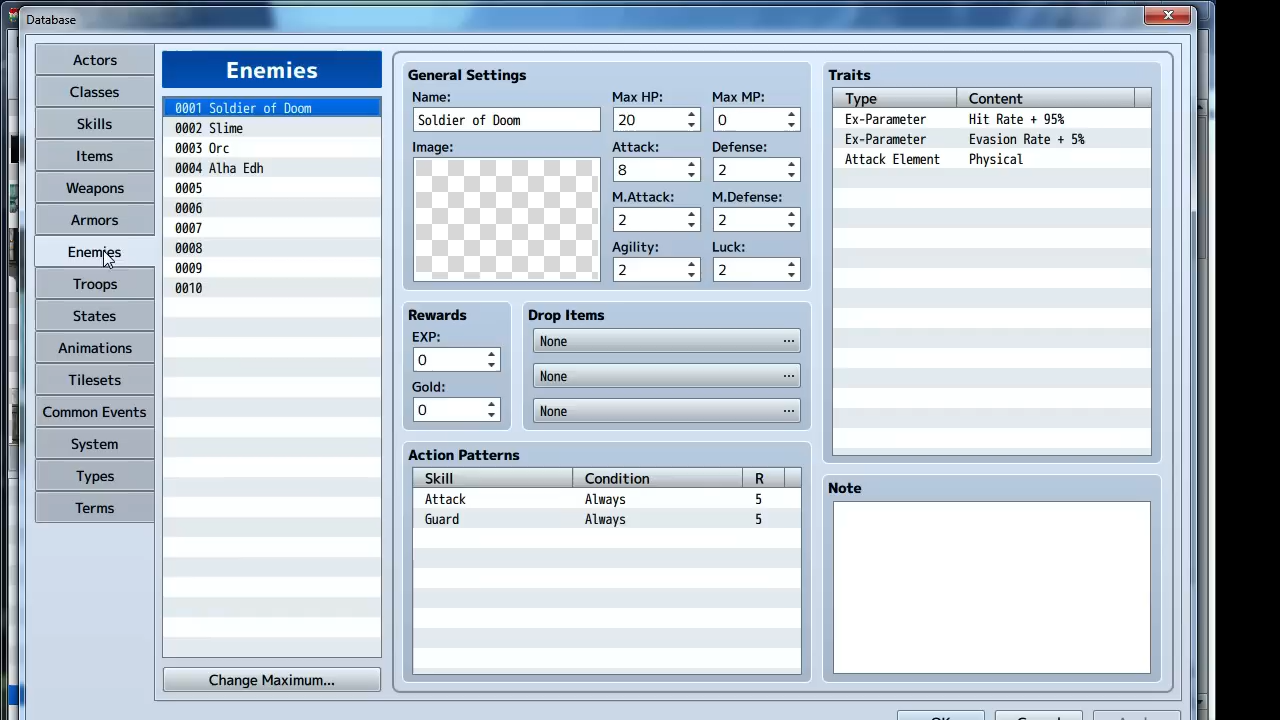 Database
Actors
Classes
Skills
Items
Weapons
Armors
Enemies
Troops
States
Animations
Tilesets
Common Events
System
Types
Terms
Enemies
0001 Soldier of Doom
0002 Slime
0003 Orc
0004 Alha Edh
0005
0006
0007
0008
0009
0010
Change Maximum...
General Settings
Name:
Soldier of Doom
Image:
Max HP:
20
Max MP:
0
Attack:
8
Defense:
2
M.Attack:
2
M.Defense:
2
Agility:
2
Luck:
2
Rewards
EXP:
0
Gold:
0
Drop Items
None ...
None ...
None ...
Action Patterns
Skill Condition R
Attack Always 5
Guard Always 5
Traits
Type Content
Ex-Parameter Hit Rate + 95%
Ex-Parameter Evasion Rate + 5%
Attack Element Physical
Note